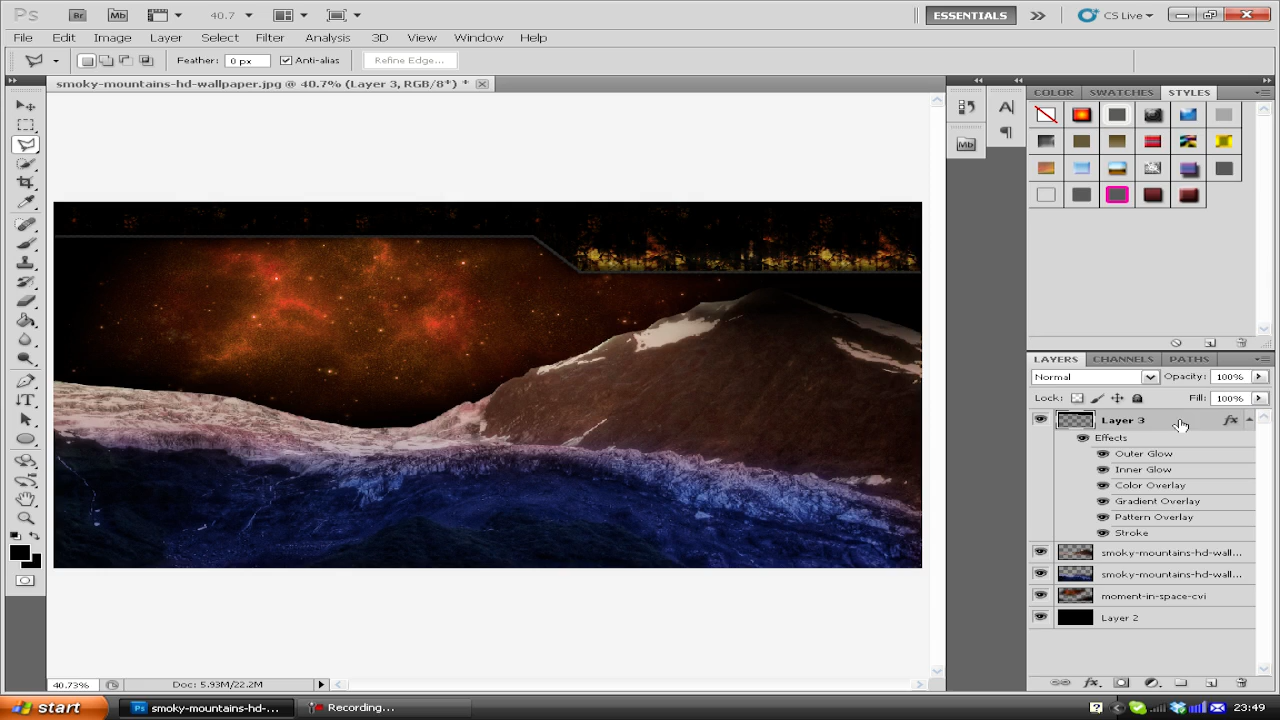 Ps Br Mb 40.7 ESSENTIALS CS Live
File Edit Image Layer Select Filter Analysis 3D View Window Help
Feather: 0 px Anti-alias Refine Edge...
smoky-mountains-hd-wallpaper.jpg @ 40.7% (Layer 3, RGB/8*) *
COLOR SWATCHES STYLES
A
Mb
LAYERS CHANNELS PATHS
Normal Opacity: 100%
Lock: Fill: 100%
Layer 3 fx
Effects
Outer Glow
Inner Glow
Color Overlay
Gradient Overlay
Pattern Overlay
Stroke
smoky-mountains-hd-wall...
smoky-mountains-hd-wall...
moment-in-space-cvi
Layer 2
40.73% Doc: 5.93M/22.2M fx
start Ps smoky-mountains-hd-... Recording... ? 23:49